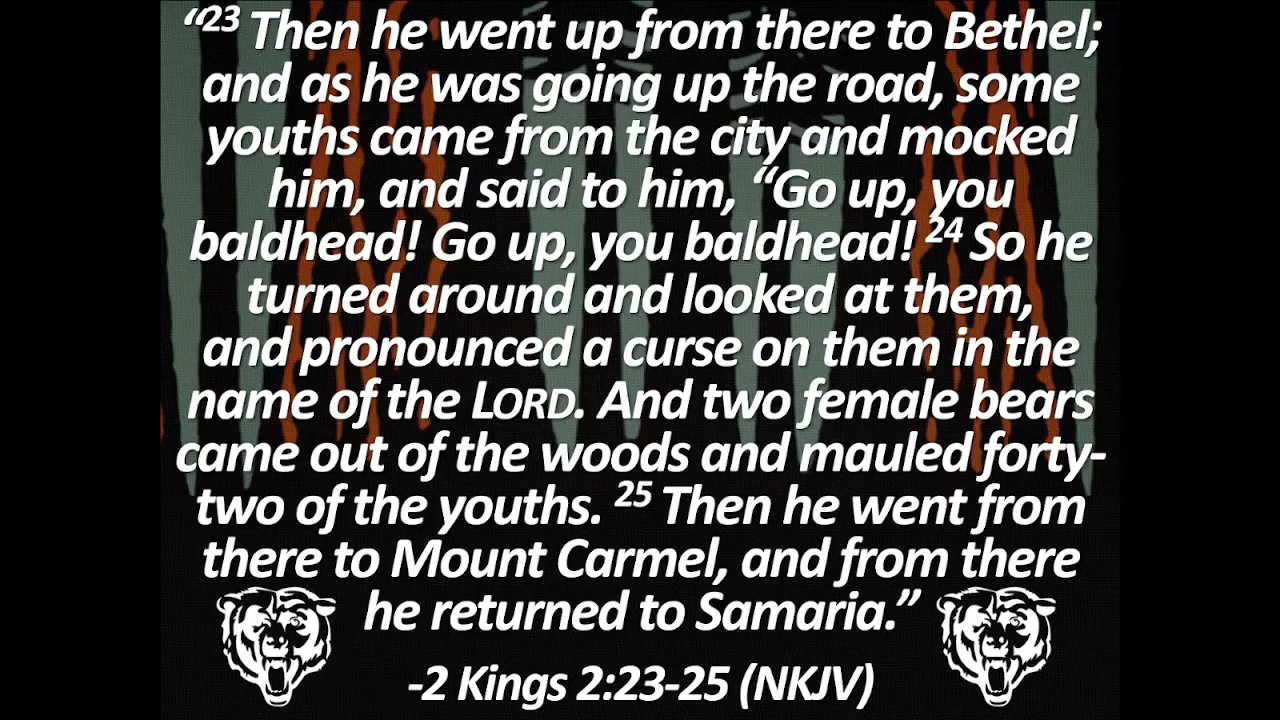 “23 Then he went up from there to Bethel;
and as he was going up the road, some
youths came from the city and mocked
him, and said to him, “Go up, you
baldhead! Go up, you baldhead! 24 So he
turned around and looked at them,
and pronounced a curse on them in the
name of the LORD. And two female bears
came out of the woods and mauled forty-
two of the youths. 25 Then he went from
there to Mount Carmel, and from there
he returned to Samaria.”
-2 Kings 2:23-25 (NKJV)